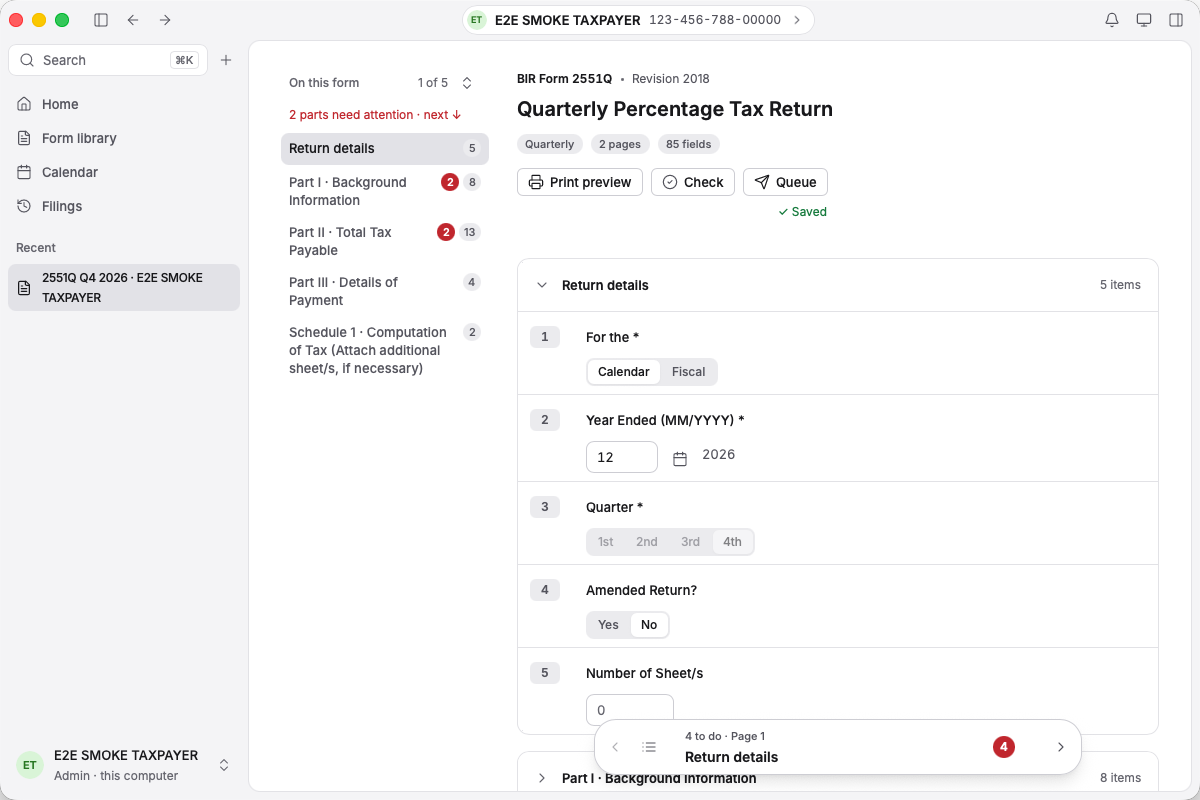 ET E2E SMOKE TAXPAYER 123-456-788-00000
Search ⌘K
Home
Form library
Calendar
Filings
Recent
2551Q Q4 2026 · E2E SMOKE
TAXPAYER
ET E2E SMOKE TAXPAYER
Admin · this computer
On this form 1 of 5
2 parts need attention · next ↓
Return details 5
Part I · Background
Information 2 8
Part II · Total Tax
Payable 2 13
Part III · Details of
Payment 4
Schedule 1 · Computation
of Tax (Attach additional
sheet/s, if necessary) 2
BIR Form 2551Q • Revision 2018
Quarterly Percentage Tax Return
Quarterly 2 pages 85 fields
Print preview Check Queue
✓ Saved
Return details 5 items
1 For the *
Calendar Fiscal
2 Year Ended (MM/YYYY) *
12 2026
3 Quarter *
1st 2nd 3rd 4th
4 Amended Return?
Yes No
5 Number of Sheet/s
0
4 to do · Page 1
Return details 4
Part I · Background Information 8 items